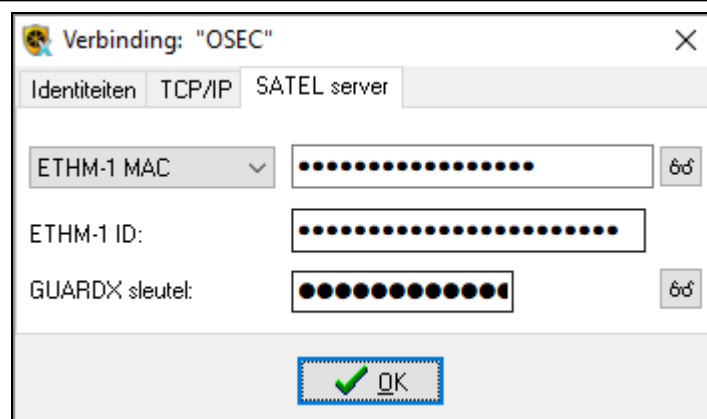 Verbinding: "OSEC"
Identiteiten TCP/IP SATEL server
ETHM-1 MAC •••••••••••••••••
ETHM-1 ID: •••••••••••••••••••••••
GUARDX sleutel: ●●●●●●●●●●●●
OK